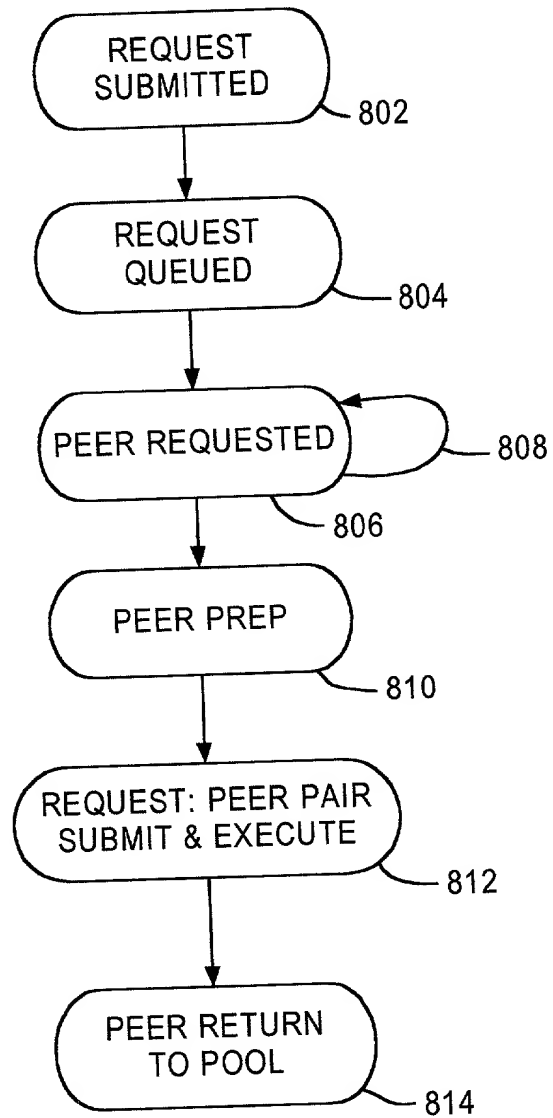 REQUEST
SUBMITTED
802
REQUEST
QUEUED
804
PEER REQUESTED
808
806
PEER PREP
810
REQUEST: PEER PAIR
SUBMIT & EXECUTE
812
PEER RETURN
TO POOL
814